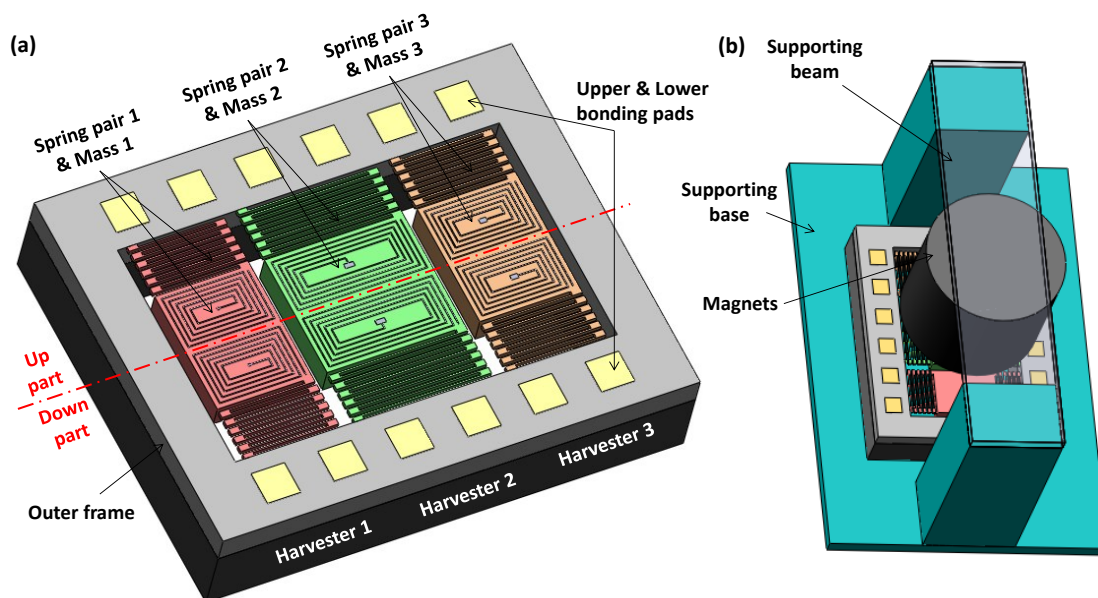 (a)
Spring pair 1
& Mass 1
Spring pair 2
& Mass 2
Spring pair 3
& Mass 3
Upper & Lower
bonding pads
Up
part
Down
part
Outer frame
Harvester 1
Harvester 2
Harvester 3
(b)
Supporting
beam
Supporting
base
Magnets